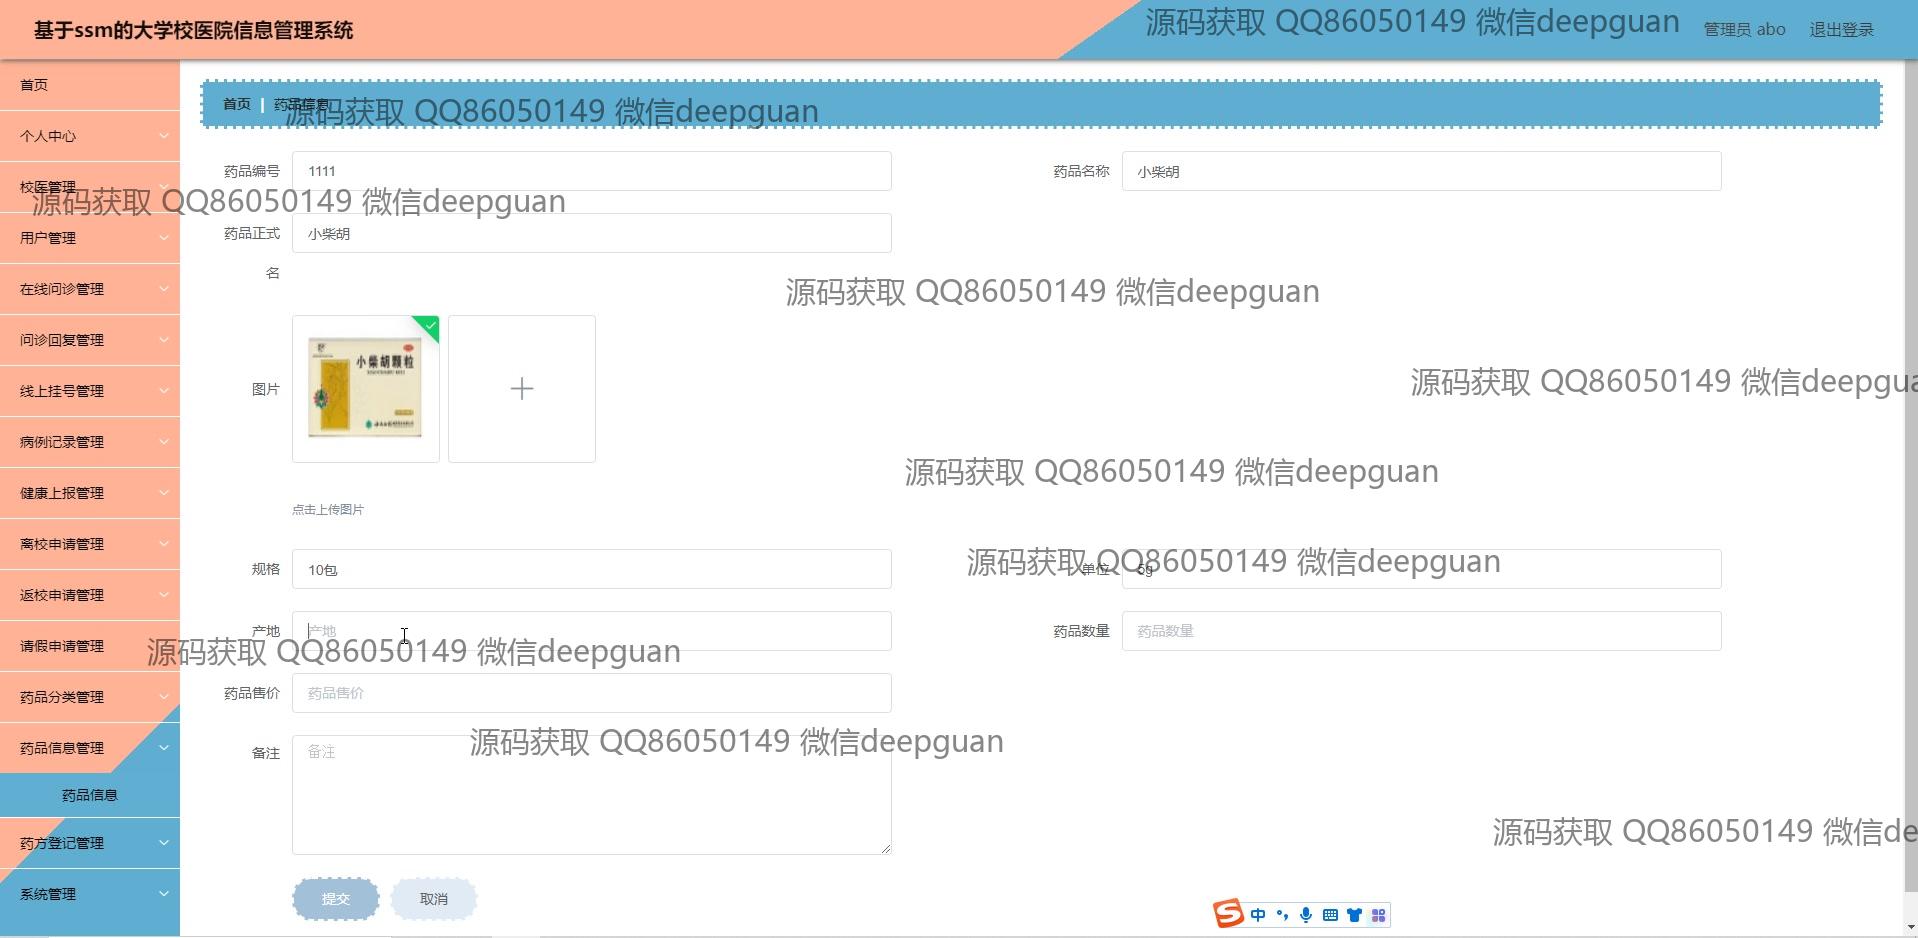 基于ssm的大学校医院信息管理系统
源码获取 QQ86050149 微信deepguan
管理员 abo
退出登录
首页
个人中心
校医管理
用户管理
在线问诊管理
问诊回复管理
线上挂号管理
病例记录管理
健康上报管理
离校申请管理
返校申请管理
请假申请管理
药品分类管理
药品信息管理
药品信息
药方登记管理
系统管理
首页 | 药品信息
源码获取 QQ86050149 微信deepguan
药品编号 1111
药品名称 小柴胡
源码获取 QQ86050149 微信deepguan
药品正式名 小柴胡
源码获取 QQ86050149 微信deepguan
图片
小柴胡颗粒
源码获取 QQ86050149 微信deepgua
源码获取 QQ86050149 微信deepguan
点击上传图片
规格 10包
单位 5g
源码获取 QQ86050149 微信deepguan
产地 产地
药品数量 药品数量
源码获取 QQ86050149 微信deepguan
药品售价 药品售价
备注 备注
源码获取 QQ86050149 微信deepguan
源码获取 QQ86050149 微信de
提交
取消
中